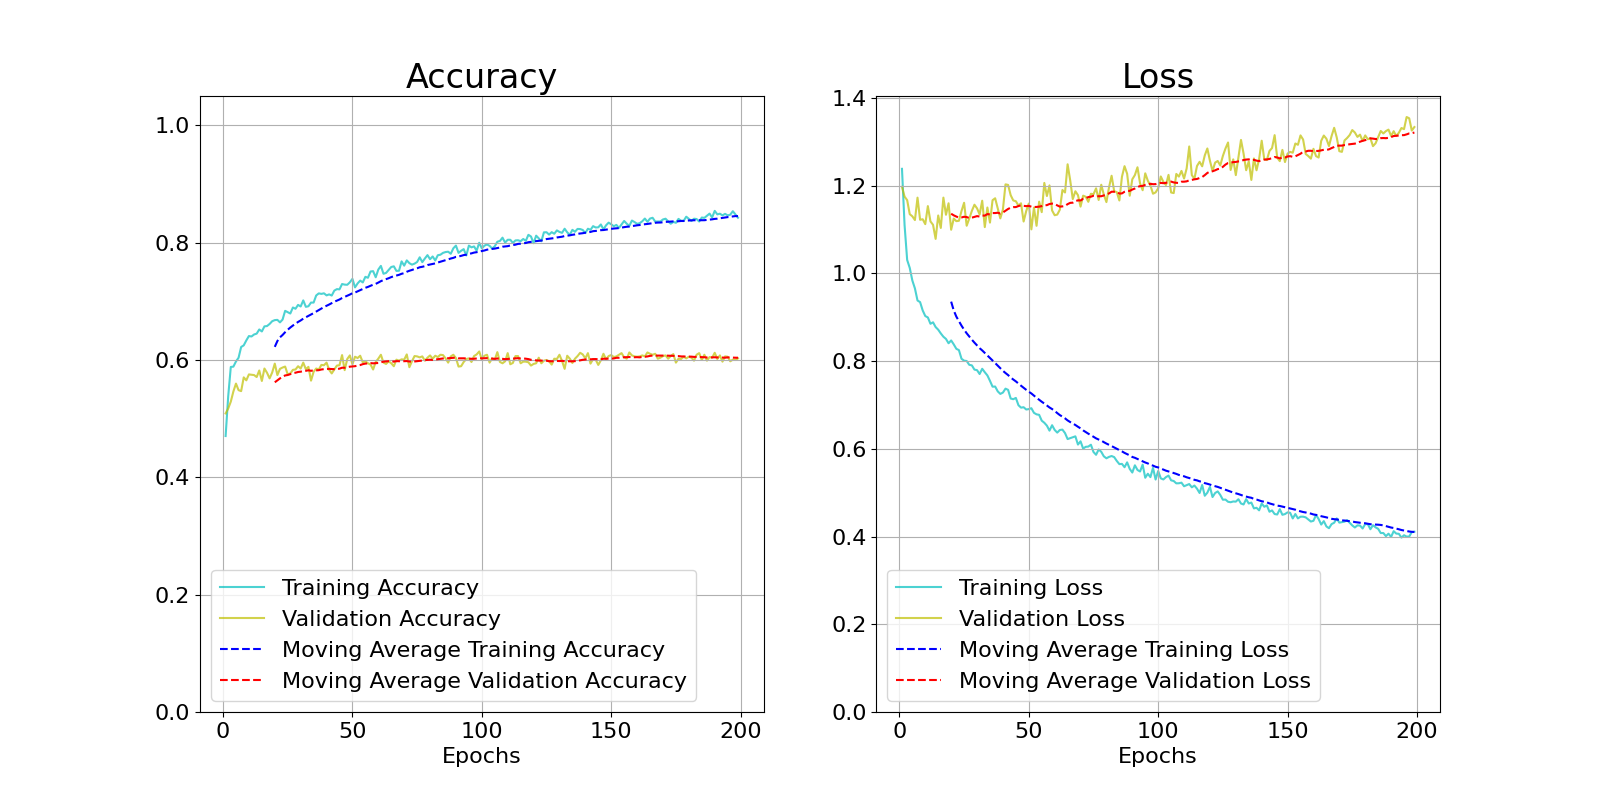 Accuracy
1.0
0.8
0.6
0.4
0.2
0.0
Training Accuracy
Validation Accuracy
Moving Average Training Accuracy
Moving Average Validation Accuracy
0 50 100 150 200
Epochs
Loss
1.4
1.2
1.0
0.8
0.6
0.4
0.2
0.0
Training Loss
Validation Loss
Moving Average Training Loss
Moving Average Validation Loss
0 50 100 150 200
Epochs